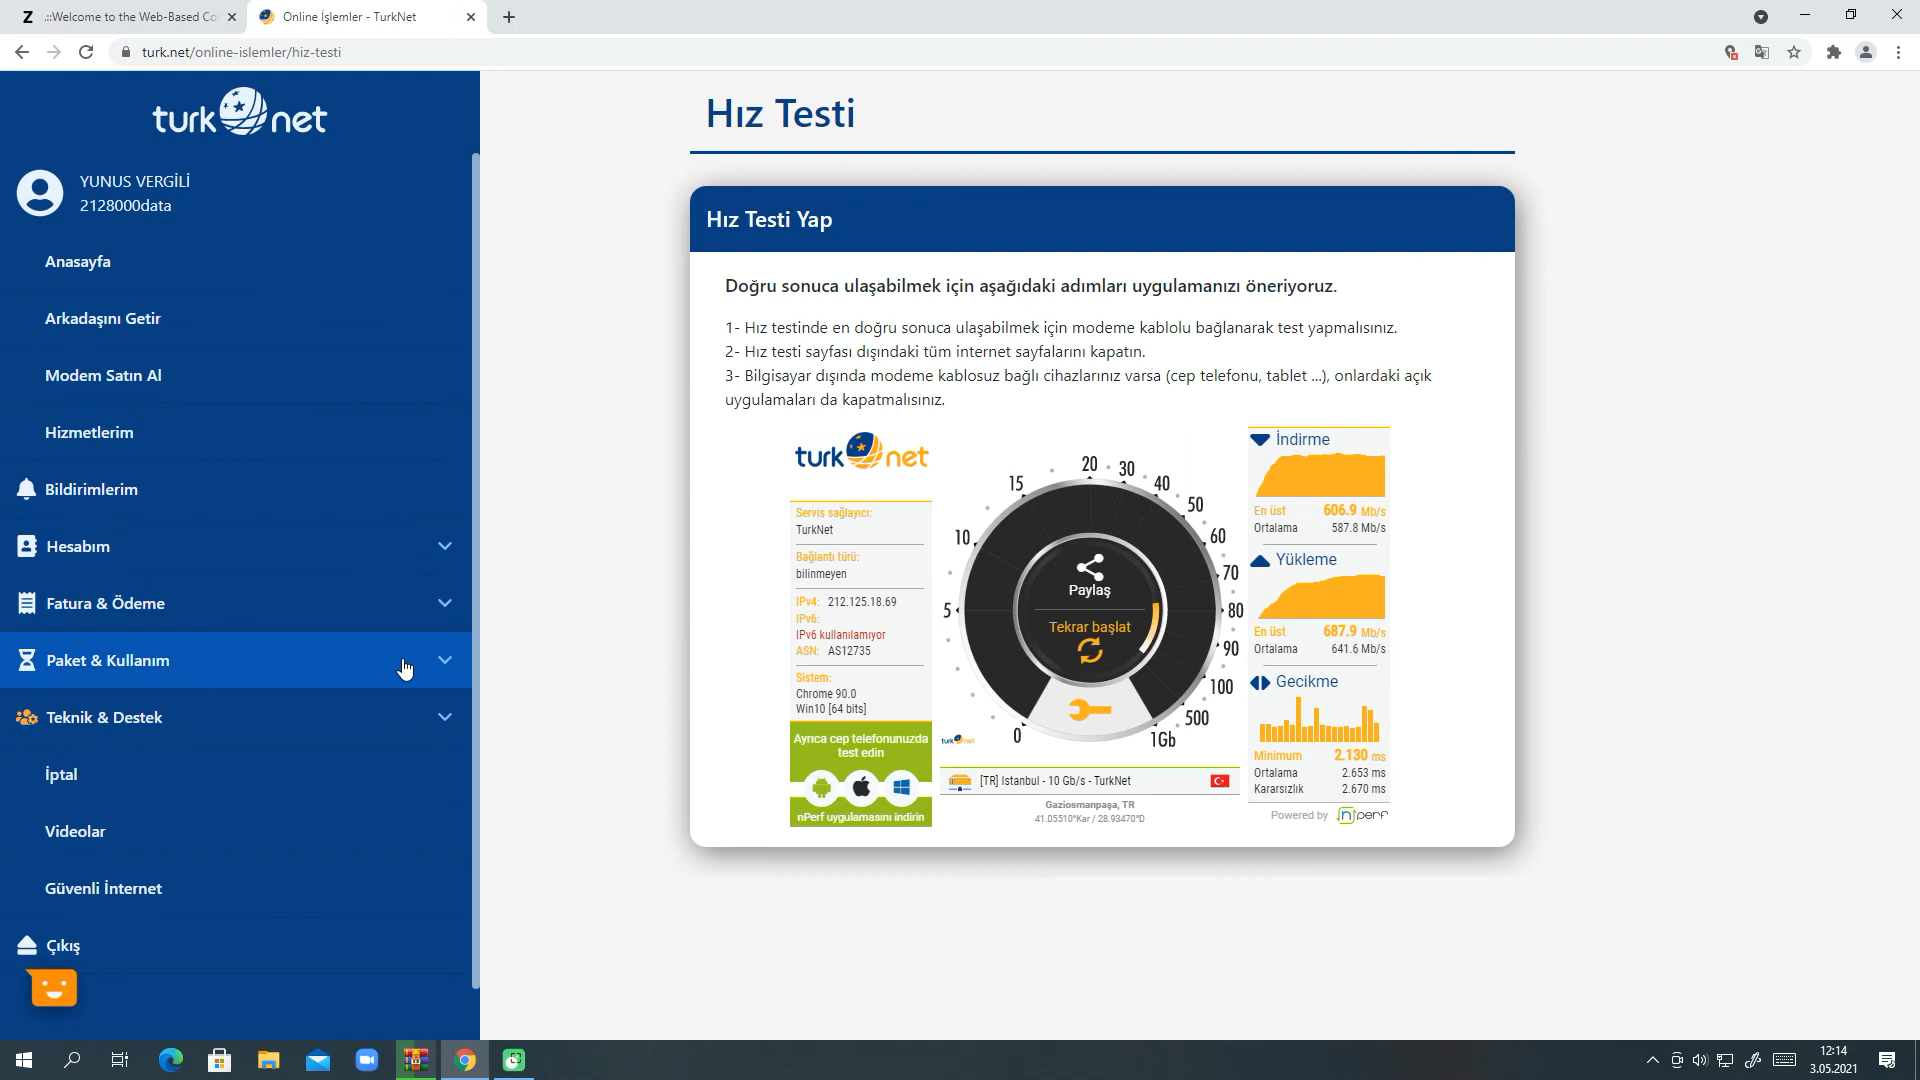 .::Welcome to the Web-Based Co
Online İşlemler - TurkNet
turk.net/online-islemler/hiz-testi
turk net
YUNUS VERGİLİ
2128000data
Anasayfa
Arkadaşını Getir
Modem Satın Al
Hizmetlerim
Bildirimlerim
Hesabım
Fatura & Ödeme
Paket & Kullanım
Teknik & Destek
İptal
Videolar
Güvenli İnternet
Çıkış
Hız Testi
Hız Testi Yap
Doğru sonuca ulaşabilmek için aşağıdaki adımları uygulamanızı öneriyoruz.
1- Hız testinde en doğru sonuca ulaşabilmek için modeme kablolu bağlanarak test yapmalısınız.
2- Hız testi sayfası dışındaki tüm internet sayfalarını kapatın.
3- Bilgisayar dışında modeme kablosuz bağlı cihazlarınız varsa (cep telefonu, tablet ...), onlardaki açık
uygulamaları da kapatmalısınız.
turk net
Servis sağlayıcı:
TurkNet
Bağlantı türü:
bilinmeyen
IPv4: 212.125.18.69
IPv6:
IPv6 kullanılamıyor
ASN: AS12735
Sistem:
Chrome 90.0
Win10 [64 bits]
Ayrıca cep telefonunuzda
test edin
nPerf uygulamasını indirin
0
5
10
15
20
30
40
50
60
70
80
90
100
500
1Gb
Paylaş
Tekrar başlat
turk net
[TR] Istanbul - 10 Gb/s - TurkNet
Gaziosmanpaşa, TR
41.05510°Kar / 28.93470°D
İndirme
En üst 606.9 Mb/s
Ortalama 587.8 Mb/s
Yükleme
En üst 687.9 Mb/s
Ortalama 641.6 Mb/s
Gecikme
Minimum 2.130 ms
Ortalama 2.653 ms
Kararsızlık 2.670 ms
Powered by nperf
12:14
3.05.2021